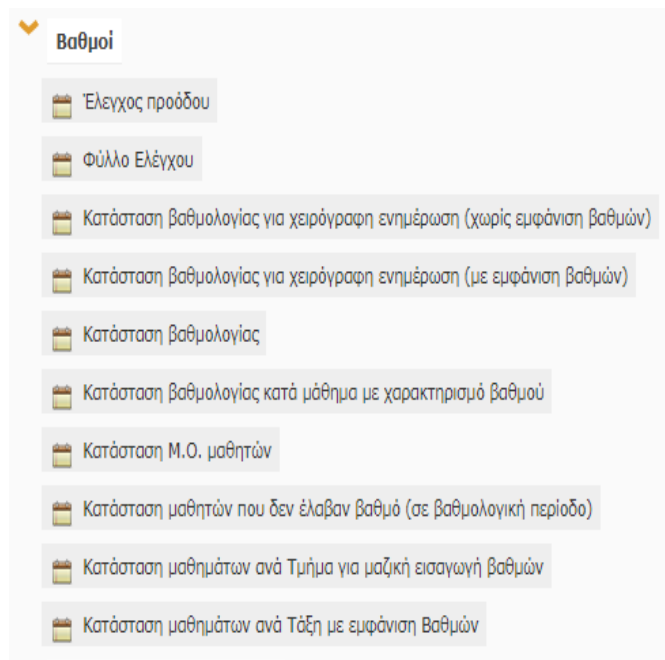 Βαθμοί
Έλεγχος προόδου
Φύλλο Ελέγχου
Κατάσταση βαθμολογίας για χειρόγραφη ενημέρωση (χωρίς εμφάνιση βαθμών)
Κατάσταση βαθμολογίας για χειρόγραφη ενημέρωση (με εμφάνιση βαθμών)
Κατάσταση βαθμολογίας
Κατάσταση βαθμολογίας κατά μάθημα με χαρακτηρισμό βαθμού
Κατάσταση Μ.Ο. μαθητών
Κατάσταση μαθητών που δεν έλαβαν βαθμό (σε βαθμολογική περίοδο)
Κατάσταση μαθημάτων ανά Τμήμα για μαζική εισαγωγή βαθμών
Κατάσταση μαθημάτων ανά Τάξη με εμφάνιση Βαθμών